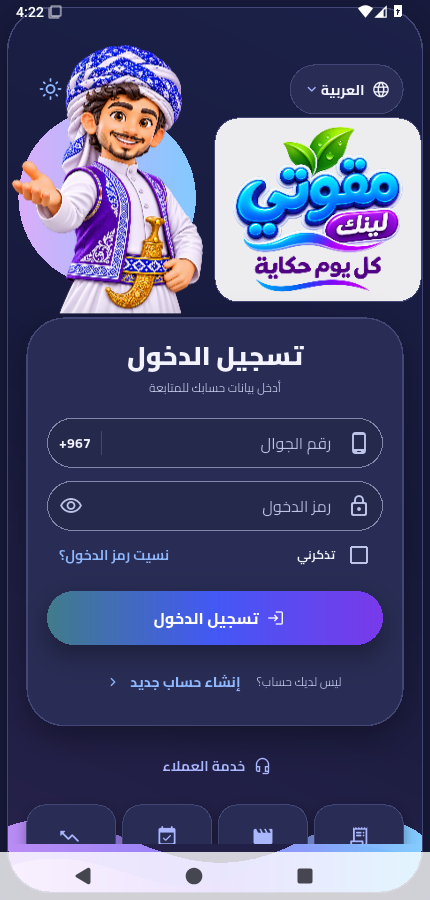 4:22
العربية
مقوتي
لينك
كل يوم حكاية
تسجيل الدخول
أدخل بيانات حسابك للمتابعة
رقم الجوال
+967
رمز الدخول
تذكرني
نسيت رمز الدخول؟
تسجيل الدخول
ليس لديك حساب؟ إنشاء حساب جديد
خدمة العملاء